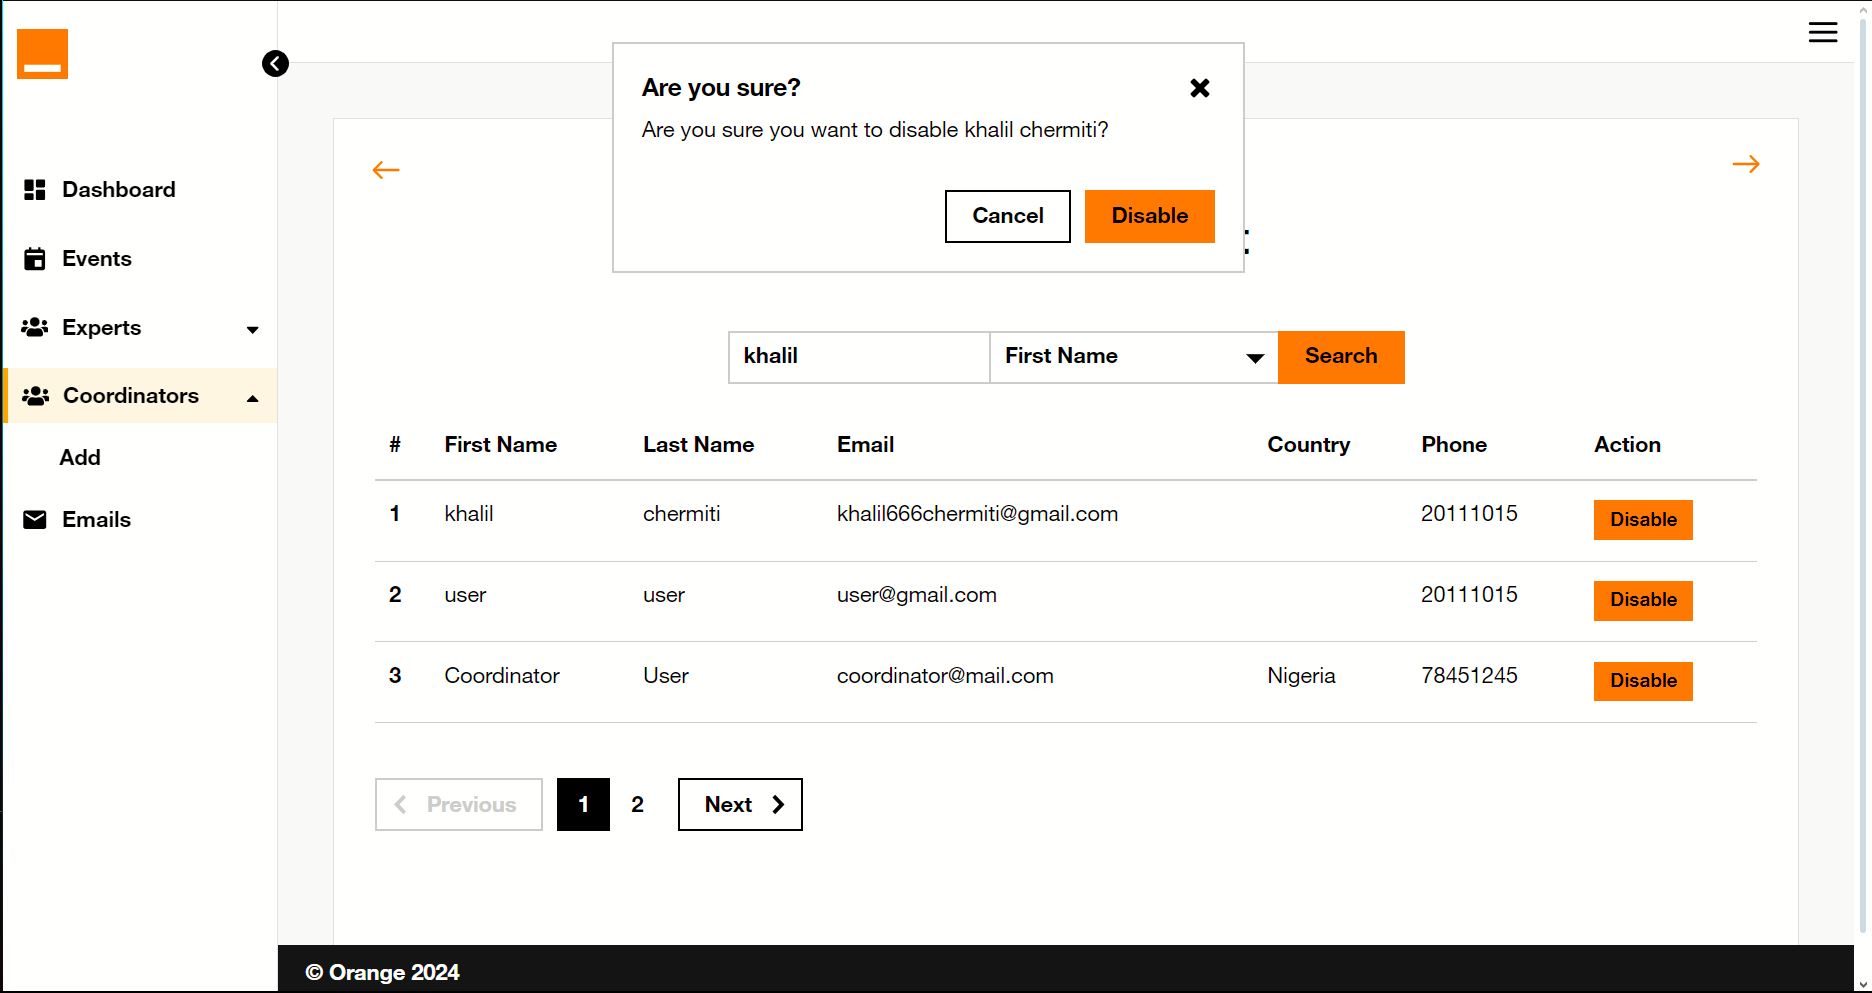 Are you sure?
Are you sure you want to disable khalil chermiti?
Cancel Disable
:
Dashboard
Events
Experts
Coordinators
Add
Emails
khalil First Name Search
# First Name Last Name Email Country Phone Action
1 khalil chermiti khalil666chermiti@gmail.com 20111015 Disable
2 user user user@gmail.com 20111015 Disable
3 Coordinator User coordinator@mail.com Nigeria 78451245 Disable
Previous 1 2 Next
© Orange 2024